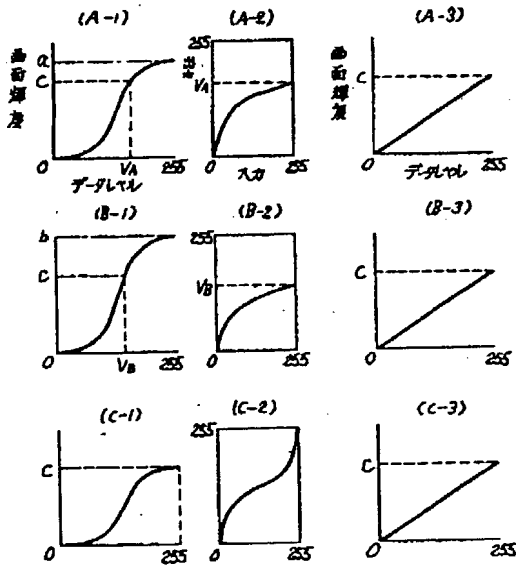 (A-1) (A-2) (A-3)
画面輝度
a
C
0 VA 255
データレベル
255
出力
VA
0 入力 255
画面輝度
C
0 255
データレベル
(B-1) (B-2) (B-3)
b
C
0 VB 255
255
VB
0 255
C
0 255
(C-1) (C-2) (C-3)
C
0 255
255
0 255
C
0 255